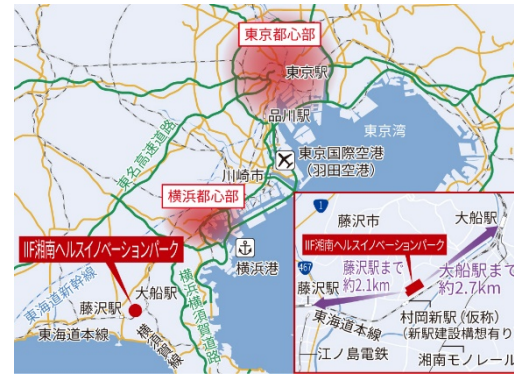 東京都心部
東京駅
品川駅
東京湾
東京国際空港
(羽田空港)
川崎市
東名高速道路
横浜都心部
横浜港
IIF湘南ヘルスイノベーションパーク
東海道新幹線
藤沢駅
大船駅
東海道本線
横須賀線
横浜横須賀道路
1
藤沢市
大船駅
IIF湘南ヘルスイノベーションパーク
467
藤沢駅
藤沢駅まで
約2.1km
大船駅まで
約2.7km
東海道本線
村岡新駅(仮称)
(新駅建設構想有り)
江ノ島電鉄
湘南モノレール